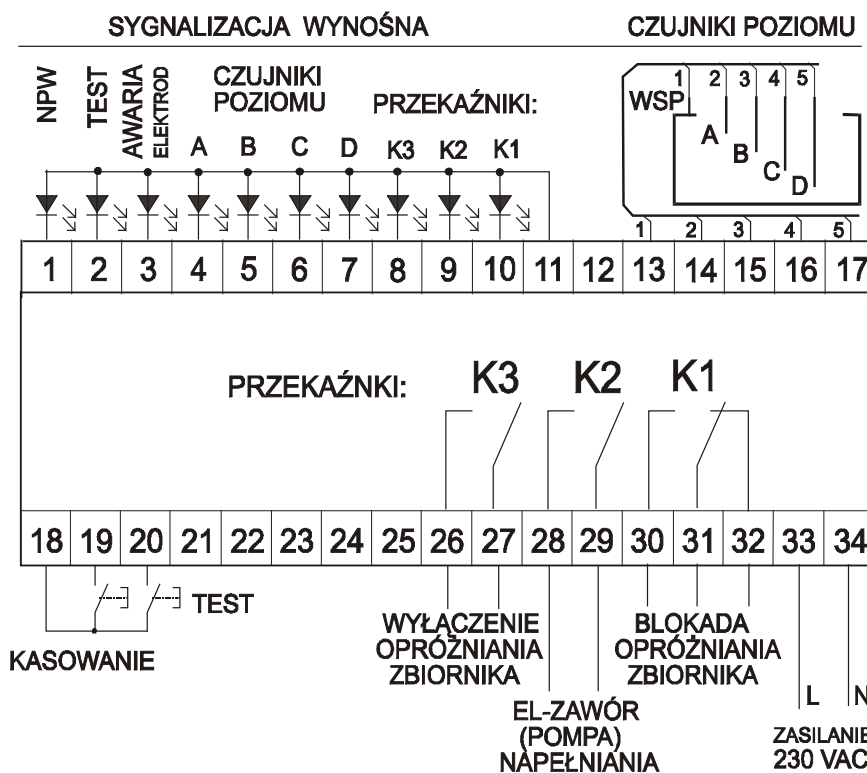 SYGNALIZACJA WYNOŚNA
CZUJNIKI POZIOMU
NPW
TEST
AWARIA
ELEKTROD
CZUJNIKI
POZIOMU
PRZEKAŹNIKI:
A B C D K3 K2 K1
1 2 3 4 5
WSP
A
B
C
D
1 2 3 4 5
1 2 3 4 5 6 7 8 9 10 11 12 13 14 15 16 17
PRZEKAŹNKI:
K3 K2 K1
18 19 20 21 22 23 24 25 26 27 28 29 30 31 32 33 34
TEST
KASOWANIE
WYŁĄCZENIE
OPRÓŻNIANIA
ZBIORNIKA
BLOKADA
OPRÓŻNIANIA
ZBIORNIKA
EL-ZAWÓR
(POMPA)
NAPEŁNIANIA
L N
ZASILANIE
230 VAC